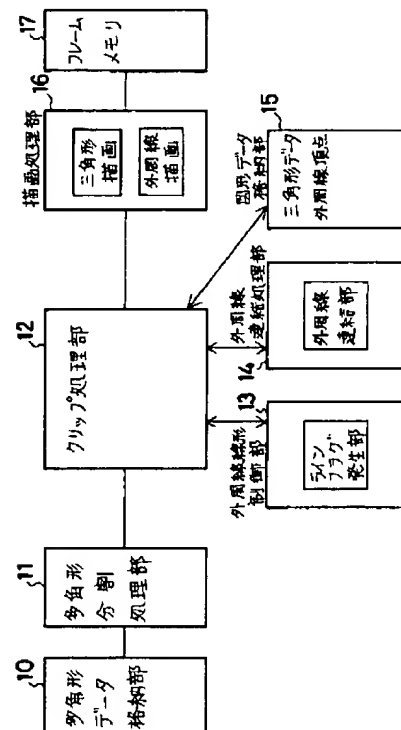 10
多角形
データ
格納部
11
多角形
分割
処理部
12
クリップ処理部
外周線線形
制御部
13
ライン
フラグ
発生部
外周線
連結処理部
14
外周線
連結部
図形データ
格納部
15
三角形データ
外周線頂点
描画処理部
16
三角形
描画
外周線
描画
17
フレーム
メモリ